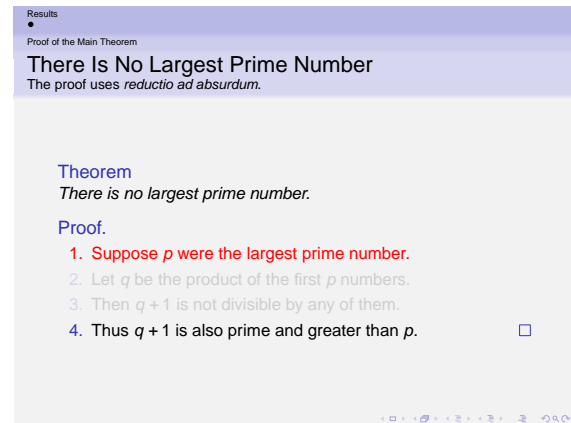 Results
Proof of the Main Theorem
There Is No Largest Prime Number
The proof uses reductio ad absurdum.
Theorem
There is no largest prime number.
Proof.
1. Suppose p were the largest prime number.
2. Let q be the product of the first p numbers.
3. Then q + 1 is not divisible by any of them.
4. Thus q + 1 is also prime and greater than p.